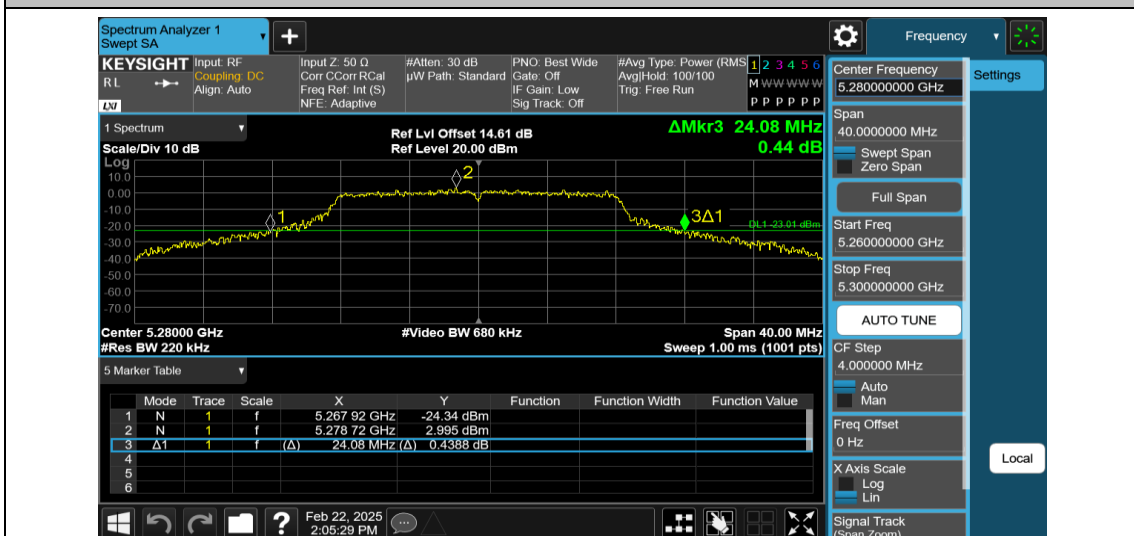 Spectrum Analyzer 1
Swept SA
+
Frequency
KEYSIGHT
R L
LXI
Input: RF
Coupling: DC
Align: Auto
Input Z: 50 Ω
Corr CCorr RCal
Freq Ref: Int (S)
NFE: Adaptive
#Atten: 30 dB
µW Path: Standard
PNO: Best Wide
Gate: Off
IF Gain: Low
Sig Track: Off
#Avg Type: Power (RMS
Avg|Hold: 100/100
Trig: Free Run
1 2 3 4 5 6
M W W W W W
P P P P P P
1 Spectrum
Scale/Div 10 dB
Ref Lvl Offset 14.61 dB
Ref Level 20.00 dBm
ΔMkr3 24.08 MHz
0.44 dB
Log
10.0
0.00
-10.0
-20.0
-30.0
-40.0
-50.0
-60.0
-70.0
1
2
3Δ1
DL1 -23.01 dBm
Center 5.28000 GHz
#Res BW 220 kHz
#Video BW 680 kHz
Span 40.00 MHz
Sweep 1.00 ms (1001 pts)
5 Marker Table
Mode Trace Scale X Y Function Function Width Function Value
1 N 1 f 5.267 92 GHz -24.34 dBm
2 N 1 f 5.278 72 GHz 2.995 dBm
3 Δ1 1 f (Δ) 24.08 MHz (Δ) 0.4388 dB
4
5
6
?
Feb 22, 2025
2:05:29 PM
Center Frequency
5.280000000 GHz
Span
40.0000000 MHz
Swept Span
Zero Span
Full Span
Start Freq
5.260000000 GHz
Stop Freq
5.300000000 GHz
AUTO TUNE
CF Step
4.000000 MHz
Auto
Man
Freq Offset
0 Hz
X Axis Scale
Log
Lin
Signal Track
(Span Zoom)
Settings
Local